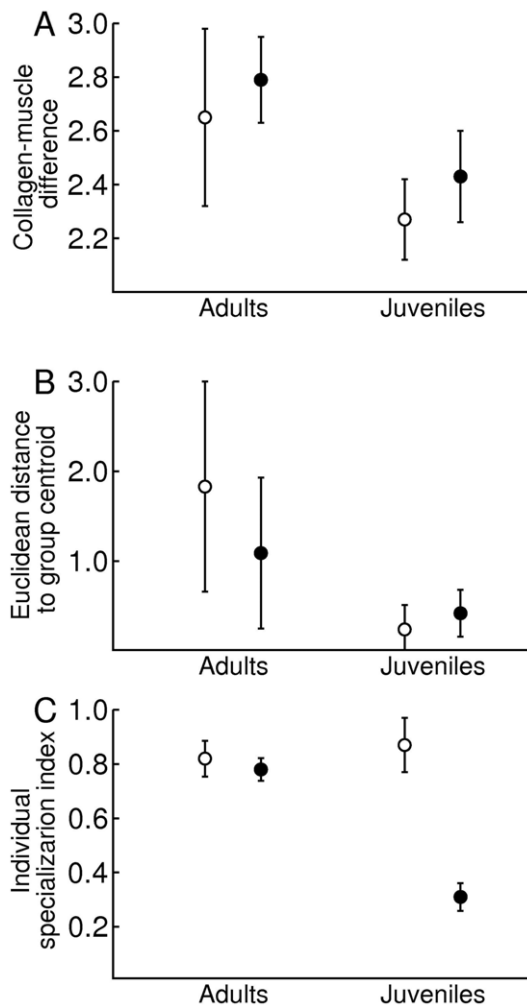 A
Collagen-muscle
difference
3.0
2.8
2.6
2.4
2.2
Adults Juveniles
B
Euclidean distance
to group centroid
3.0
2.0
1.0
Adults Juveniles
C
Individual
specializarion index
1.0
0.8
0.6
0.4
0.2
Adults Juveniles